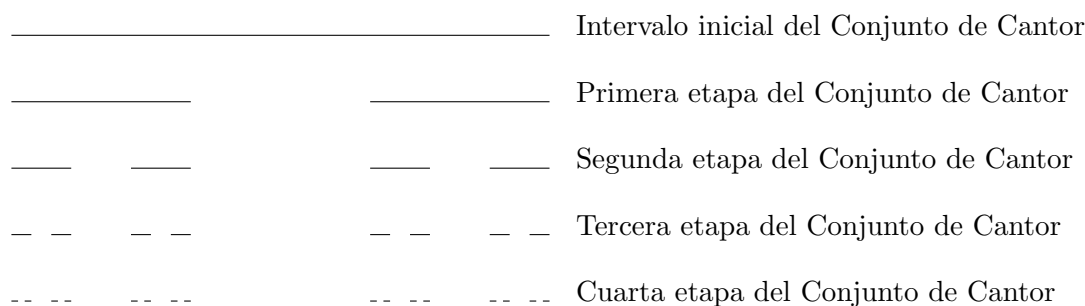 Intervalo inicial del Conjunto de Cantor
Primera etapa del Conjunto de Cantor
Segunda etapa del Conjunto de Cantor
Tercera etapa del Conjunto de Cantor
Cuarta etapa del Conjunto de Cantor